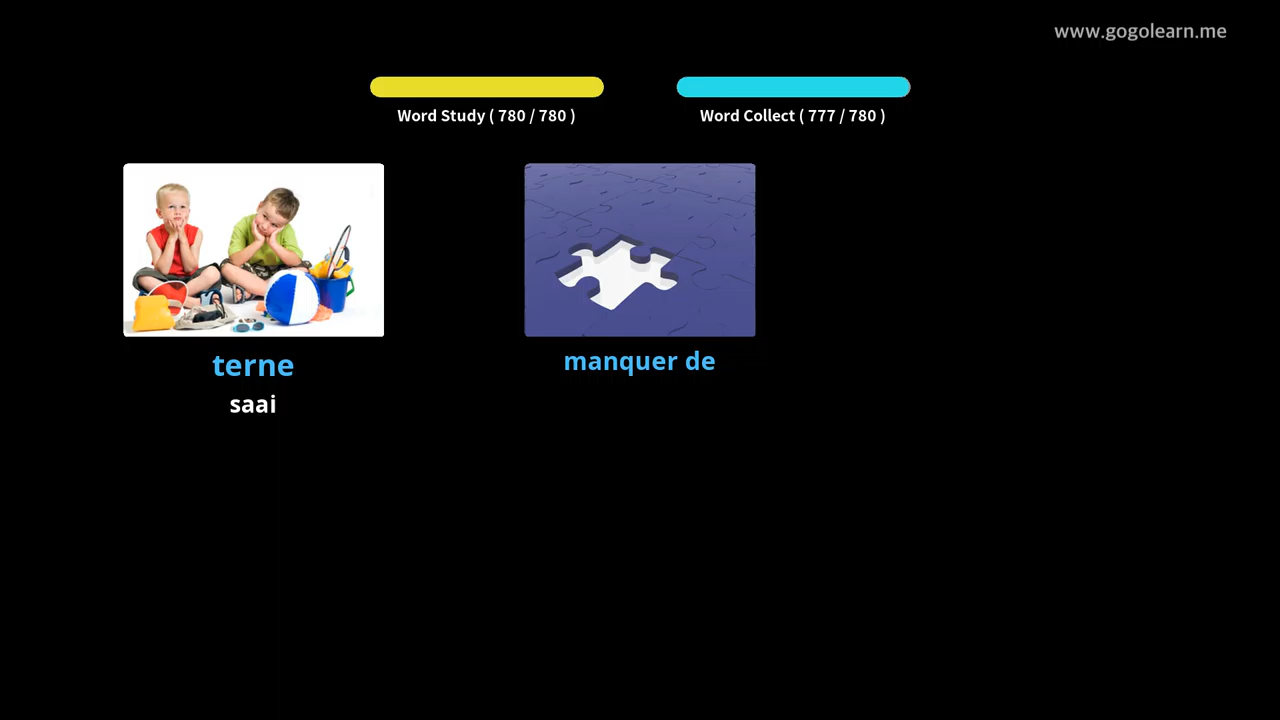 www.gogolearn.me
Word Study ( 780 / 780 )
Word Collect ( 777 / 780 )
terne
saai
manquer de